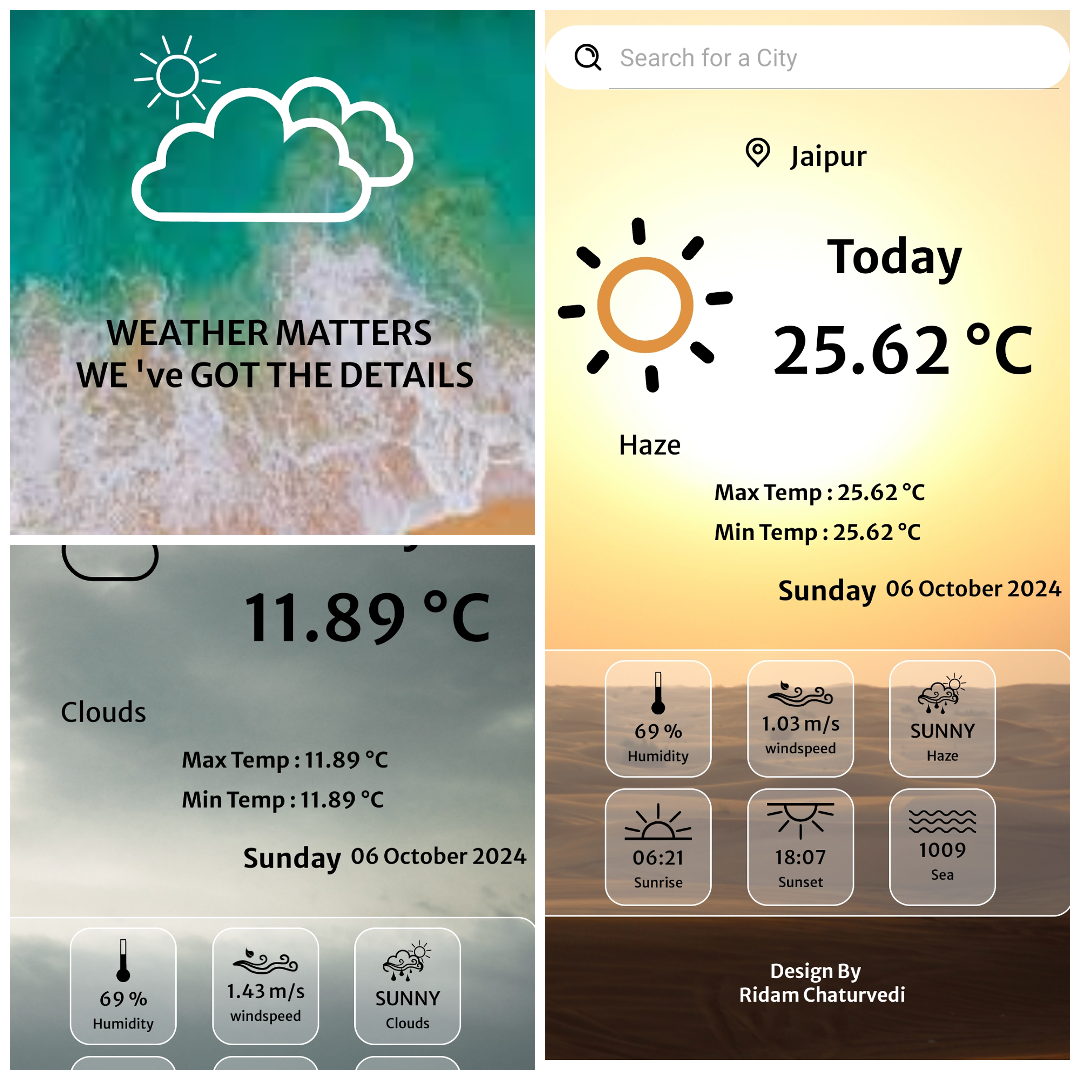 WEATHER MATTERS
WE 've GOT THE DETAILS
11.89 °C
Clouds
Max Temp : 11.89 °C
Min Temp : 11.89 °C
Sunday 06 October 2024
69 %
Humidity
1.43 m/s
windspeed
SUNNY
Clouds
Search for a City
Jaipur
Today
25.62 °C
Haze
Max Temp : 25.62 °C
Min Temp : 25.62 °C
Sunday 06 October 2024
69 %
Humidity
1.03 m/s
windspeed
SUNNY
Haze
06:21
Sunrise
18:07
Sunset
1009
Sea
Design By
Ridam Chaturvedi